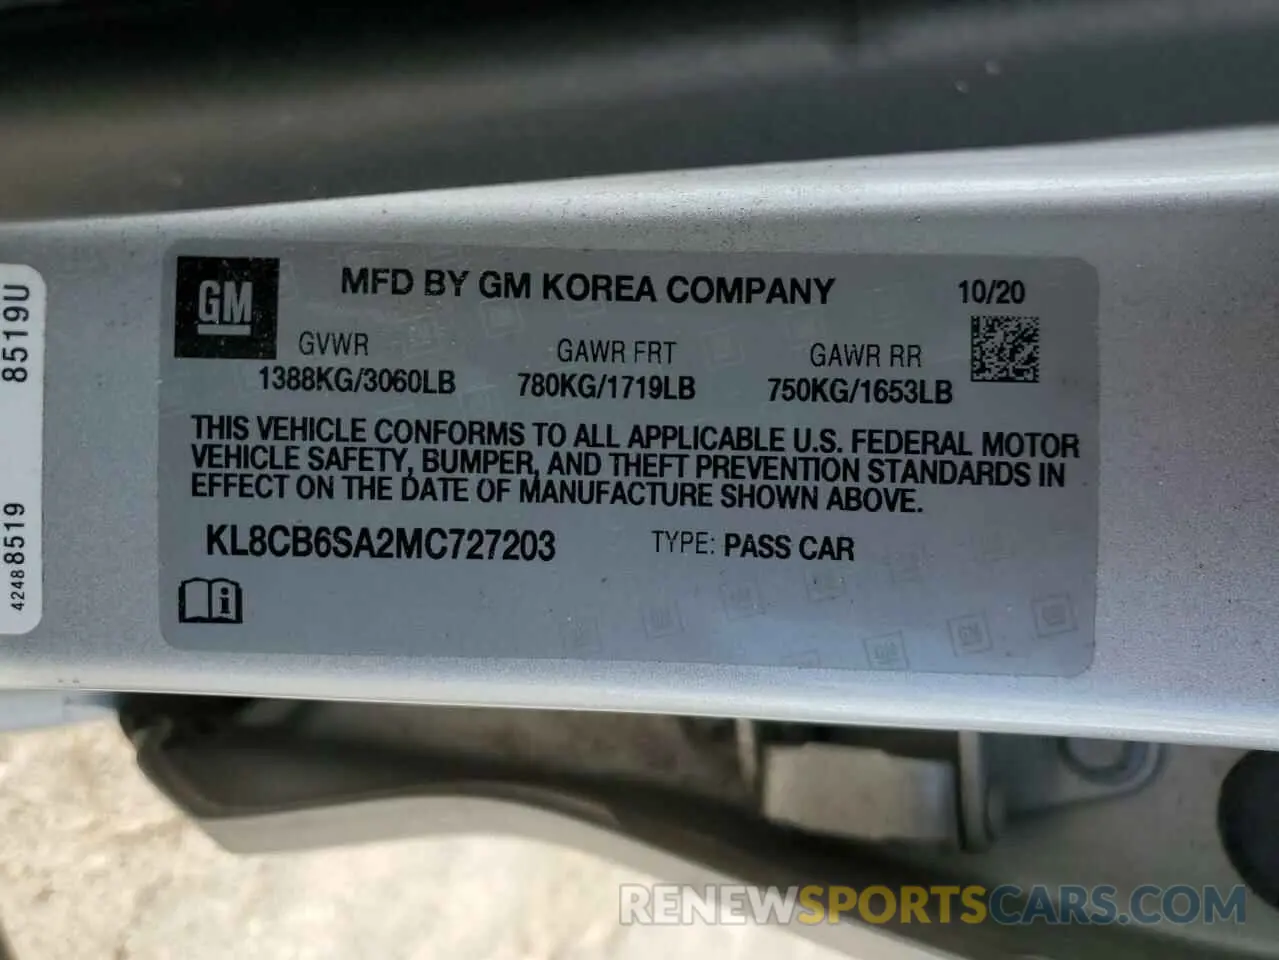 MFD BY GM KOREA COMPANY 10/20
GM
GVWR GAWR FRT GAWR RR
1388KG/3060LB 780KG/1719LB 750KG/1653LB
THIS VEHICLE CONFORMS TO ALL APPLICABLE U.S. FEDERAL MOTOR
VEHICLE SAFETY, BUMPER, AND THEFT PREVENTION STANDARDS IN
EFFECT ON THE DATE OF MANUFACTURE SHOWN ABOVE.
KL8CB6SA2MC727203 TYPE: PASS CAR
42488519 8519U
RENEWSPORTSCARS.COM